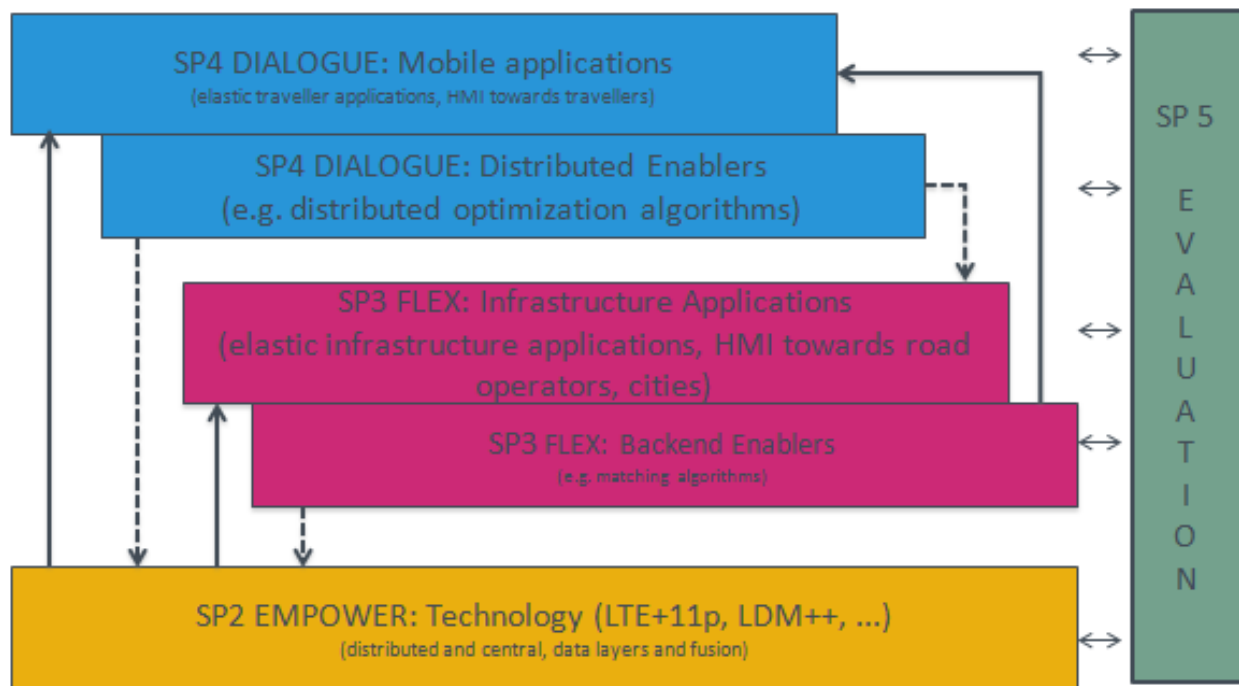 SP4 DIALOGUE: Mobile applications
(elastic traveller applications, HMI towards travellers)
SP4 DIALOGUE: Distributed Enablers
(e.g. distributed optimization algorithms)
SP3 FLEX: Infrastructure Applications
(elastic infrastructure applications, HMI towards road
operators, cities)
SP3 FLEX: Backend Enablers
(e.g. matching algorithms)
SP2 EMPOWER: Technology (LTE+11p, LDM++, ...)
(distributed and central, data layers and fusion)
SP 5
E
V
A
L
U
A
T
I
O
N